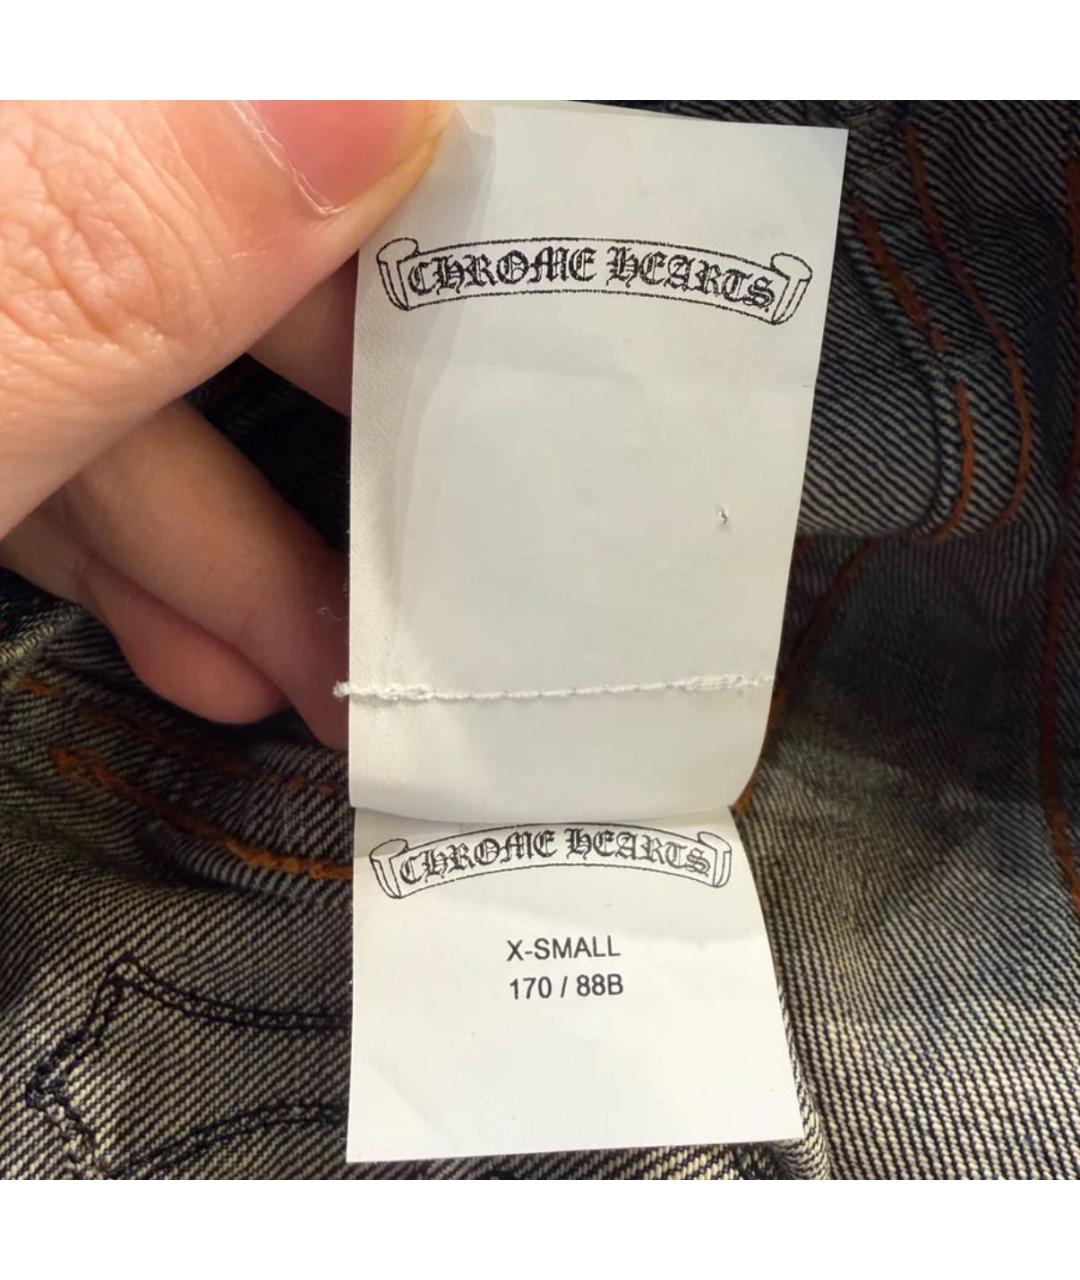 CHROME HEARTS
CHROME HEARTS
X-SMALL
170 / 88B